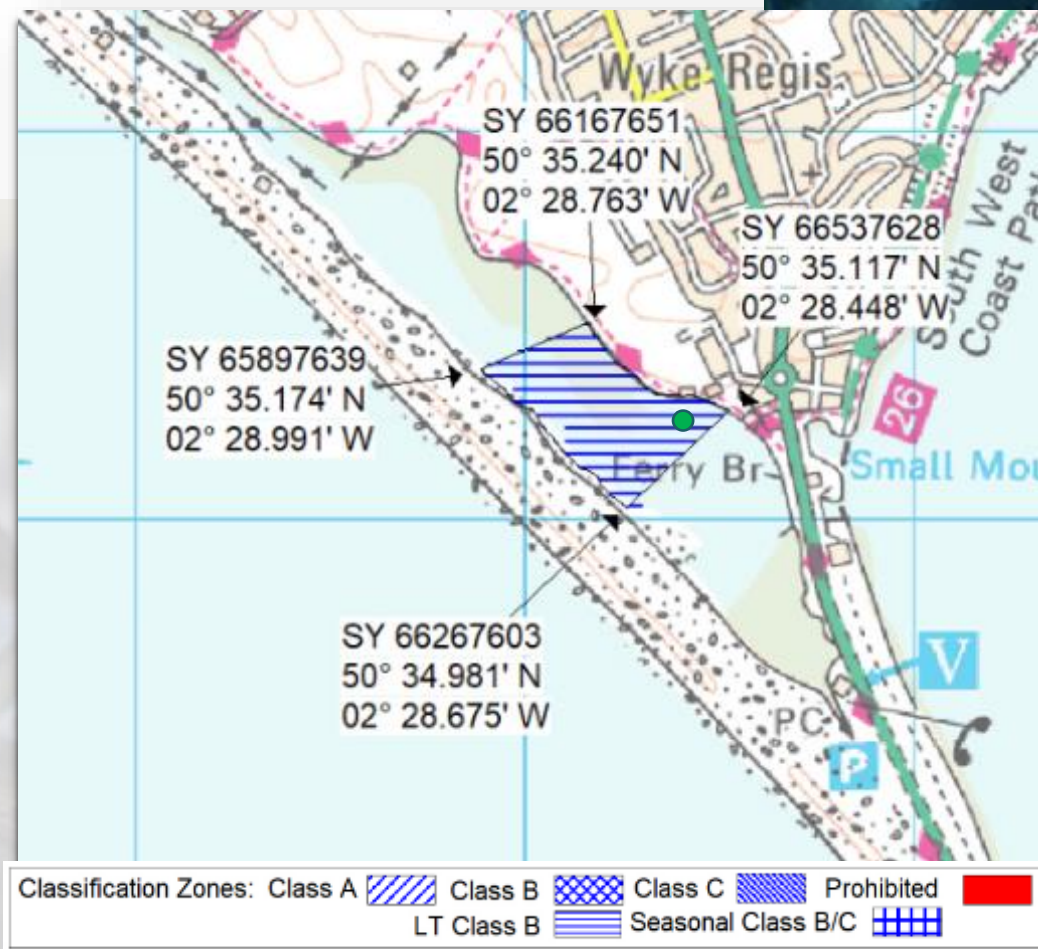 Wyke Regis
SY 66167651
50° 35.240' N
02° 28.763' W
SY 66537628
50° 35.117' N
02° 28.448' W
South West
Coast Path
SY 65897639
50° 35.174' N
02° 28.991' W
26
Ferry Br
Small Mou
SY 66267603
50° 34.981' N
02° 28.675' W
V
PC
P
Classification Zones: Class A Class B Class C Prohibited
LT Class B Seasonal Class B/C